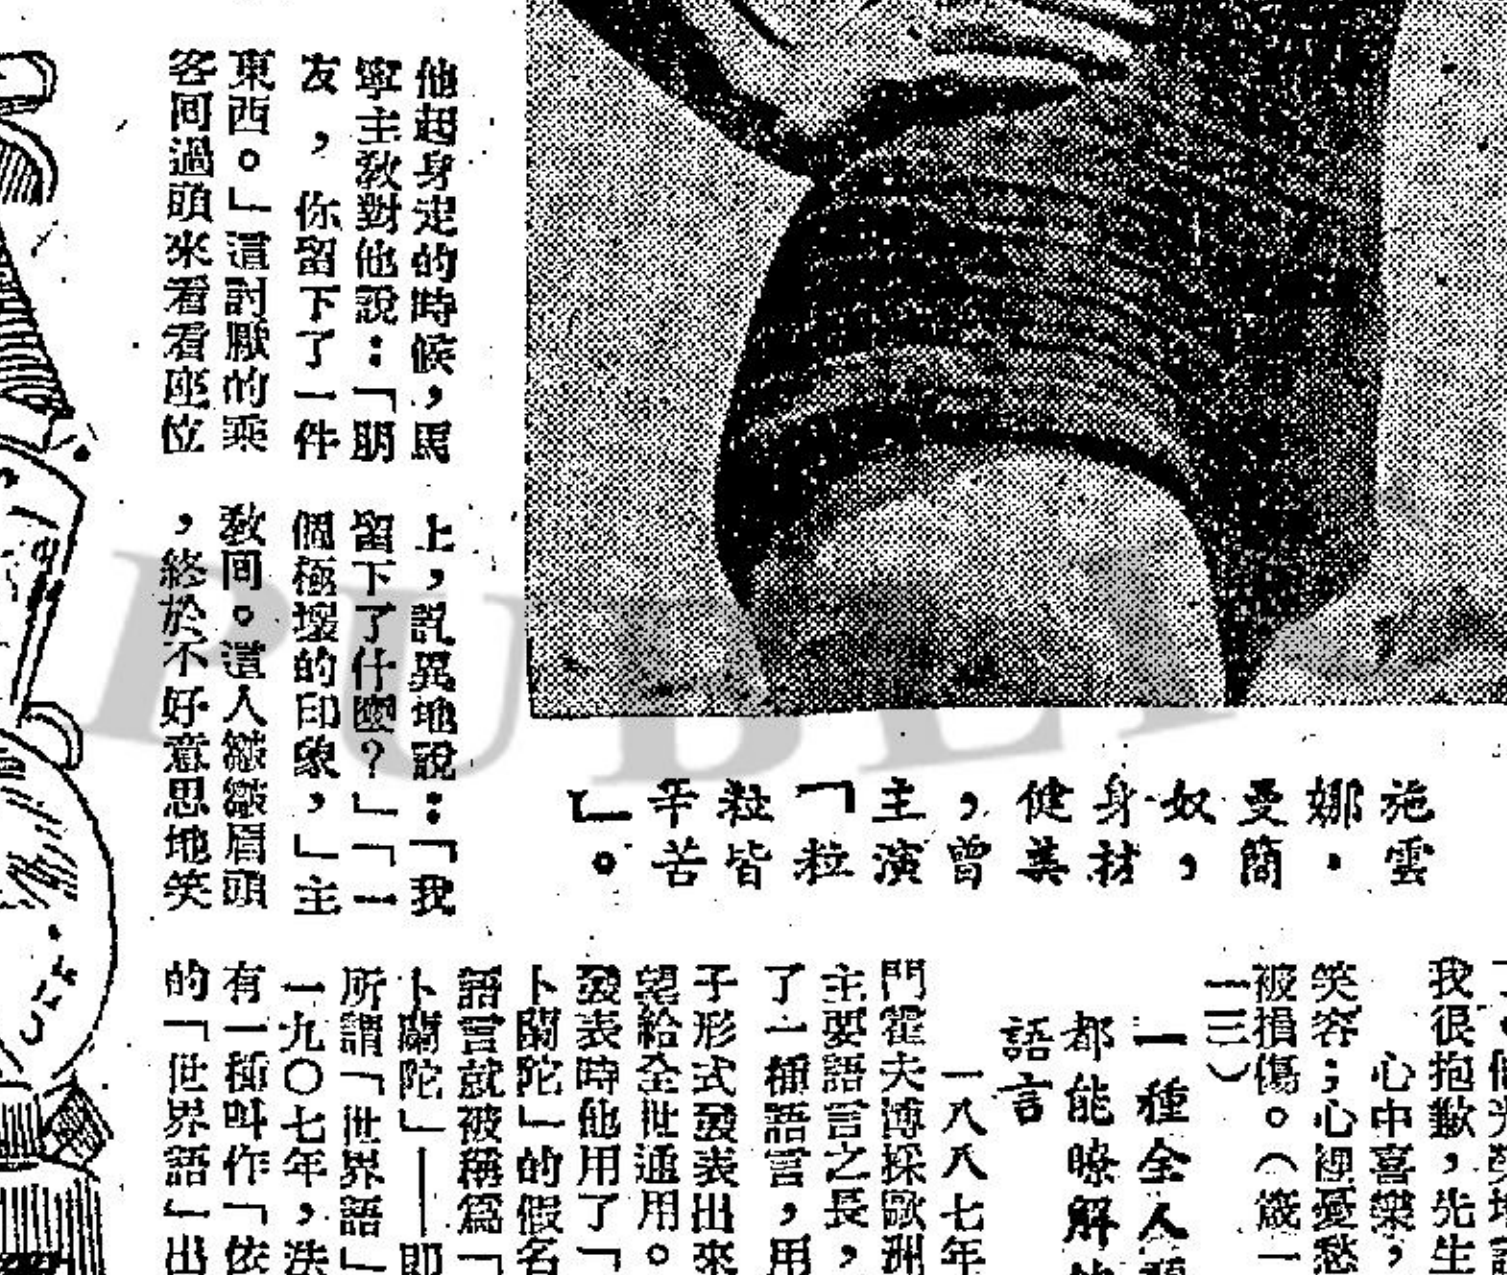 他起身走的時候,馬
寧主教對他說:「朋
友,你留下了一件
東西。」這討厭的乘
客回過頭來看看座位
上,訝異地說:「我
留下了什麼?」「一
個極壞的印象,」主
教回。這人皺皺眉頭
,終於不好意思地笑
施雲
娜·
曼簡
奴,
身材
健美
,曾
主演
「粒
粒皆
辛苦
」。
我很抱歉,先生
心中喜樂,
笑容;心裡憂愁
被損傷。(箴一
一三)
一種全人
都能瞭解
語言
一八八七年
門霍夫博採歐洲
主要語言之長,
了一種語言,用
子形式發表出來
望給全世通用。
發表時他用了「
卜蘭陀」的假名
語言就被稱爲「
卜蘭陀」——即
所謂「世界語」
一九〇七年,法
有一種叫作「依
的「世界語」出
PUBLI